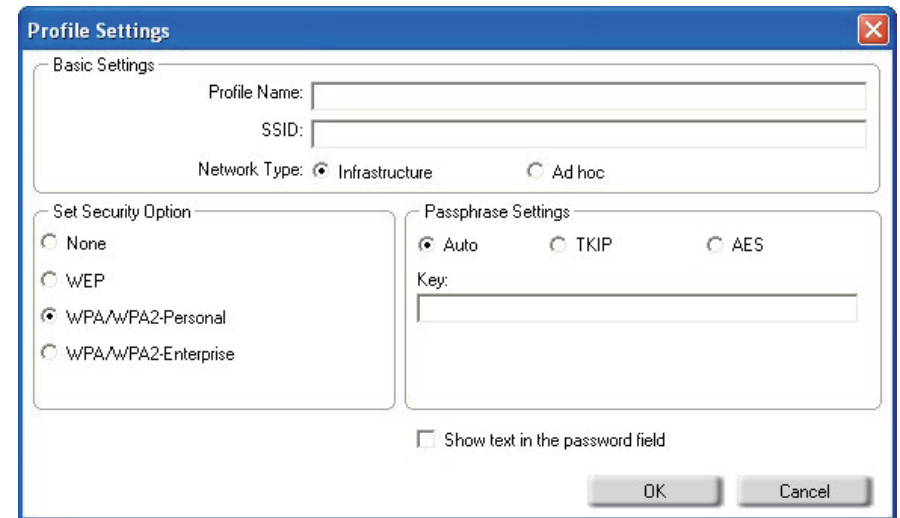 Profile Settings
Basic Settings
Profile Name:
SSID:
Network Type: Infrastructure Ad hoc
Set Security Option
None
WEP
WPA/WPA2-Personal
WPA/WPA2-Enterprise
Passphrase Settings
Auto TKIP AES
Key:
Show text in the password field
OK Cancel